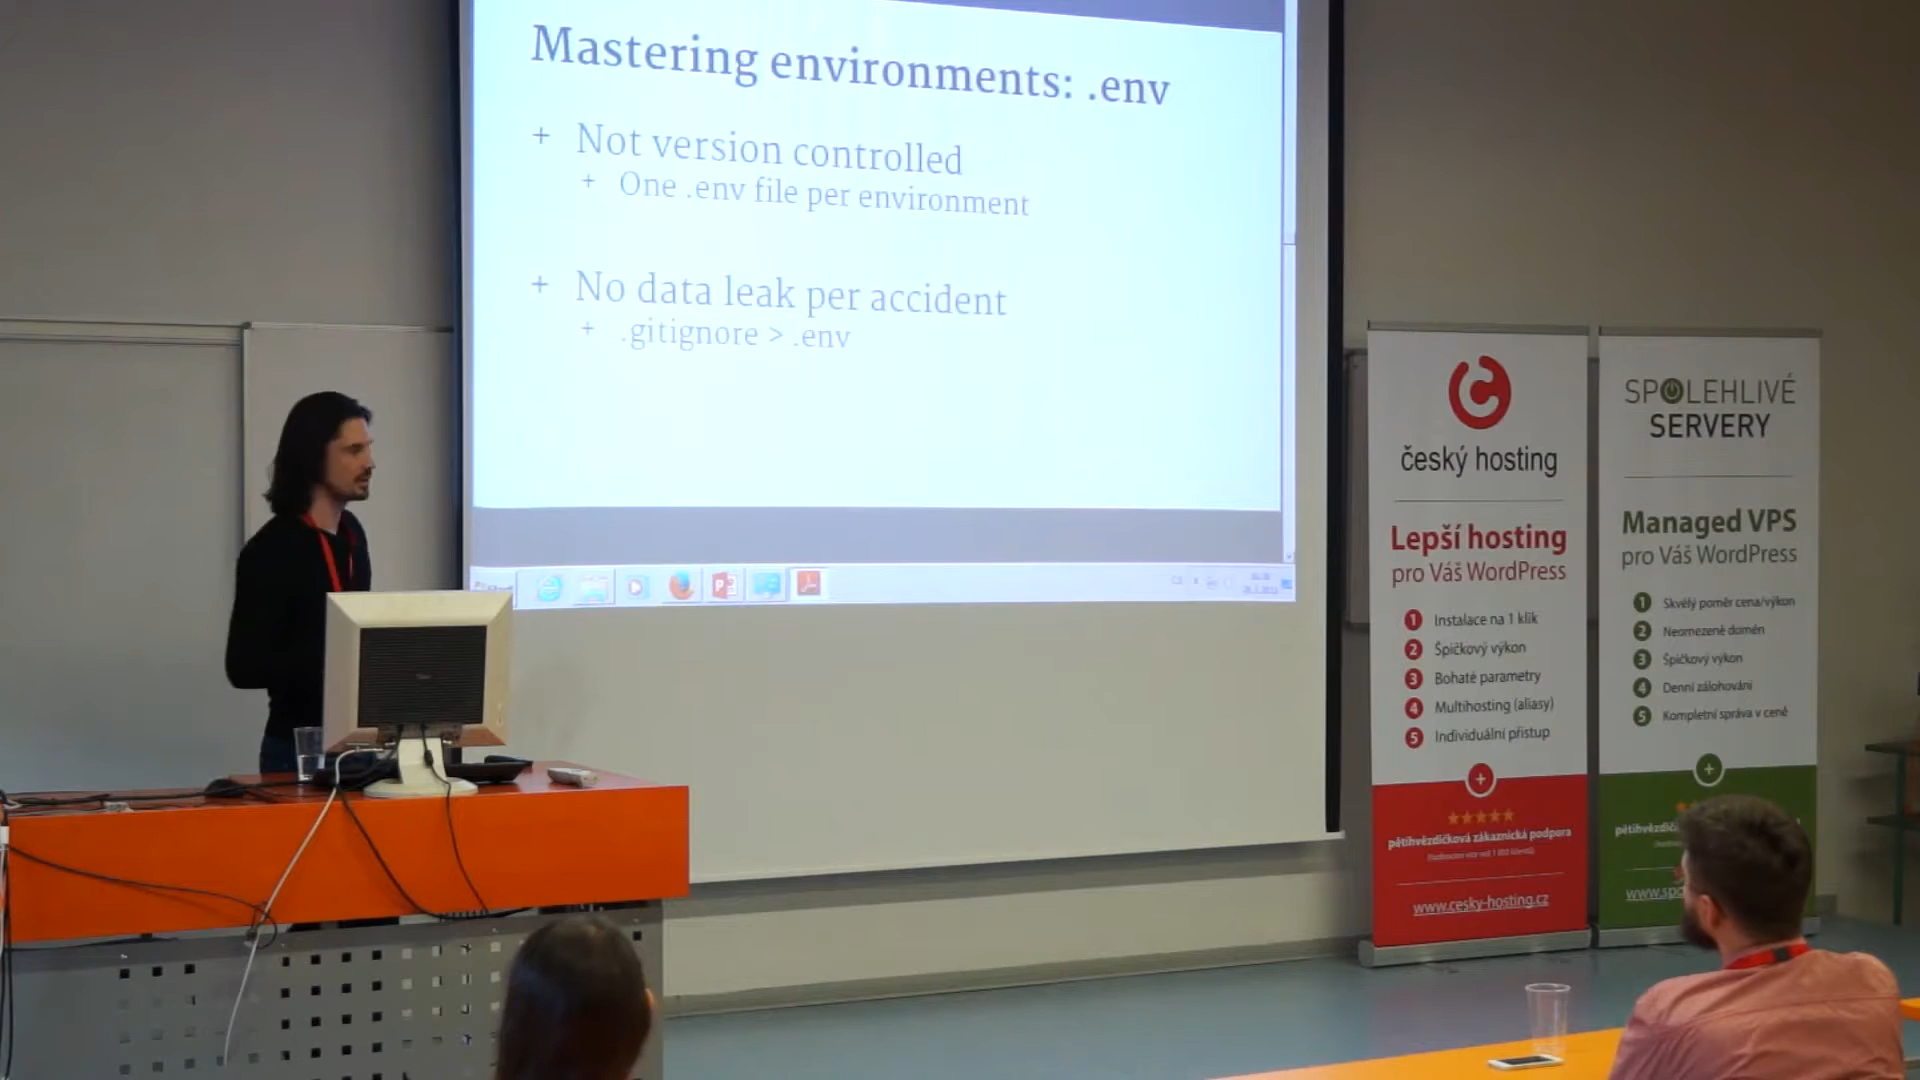 Mastering environments: .env
+ Not version controlled
+ One .env file per environment
+ No data leak per accident
+ .gitignore > .env
český hosting
Lepší hosting
pro Váš WordPress
1 Instalace na 1 klik
2 Špičkový výkon
3 Bohaté parametry
4 Multihosting (aliasy)
5 Individuální přístup
+
pětihvězdičková zákaznická podpora
www.cesky-hosting.cz
SPOLEHLIVÉ
SERVERY
Managed VPS
pro Váš WordPress
1 Skvělý poměr cena/výkon
2 Neomezeně domén
3 Špičkový výkon
4 Denní zálohování
5 Kompletní správa v ceně
+